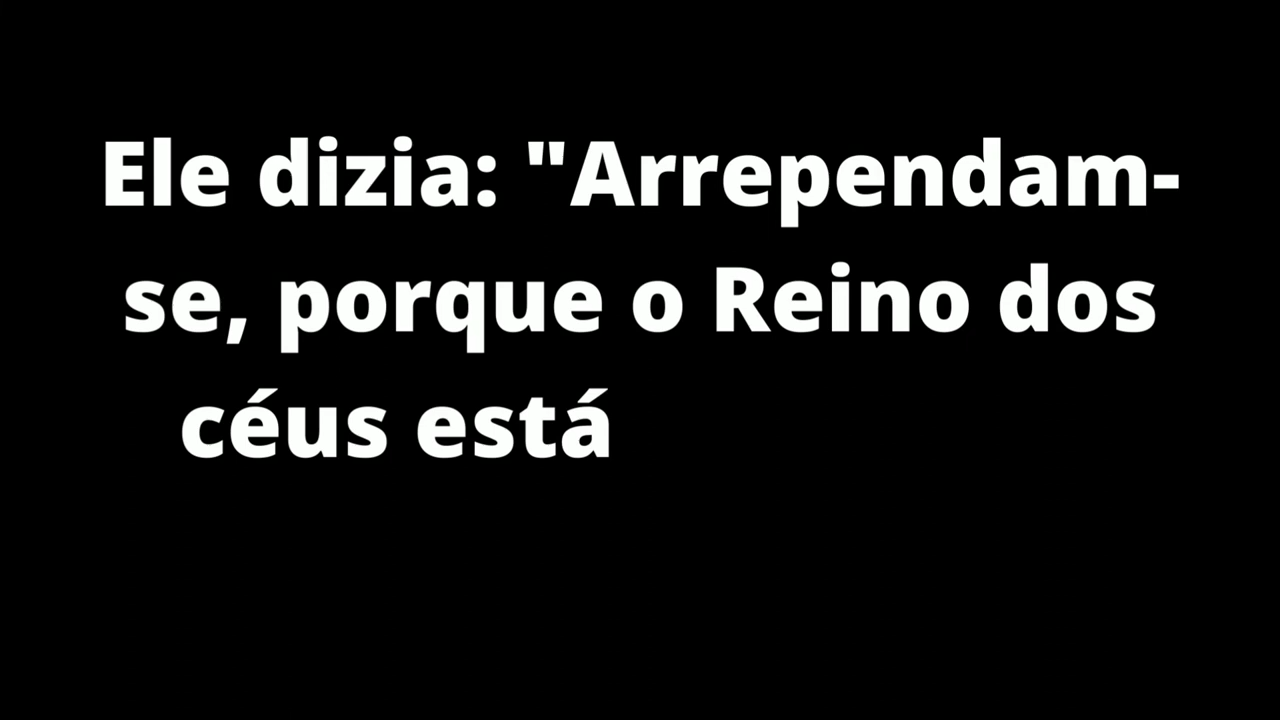 Ele dizia: "Arrependam-
se, porque o Reino dos
céus está